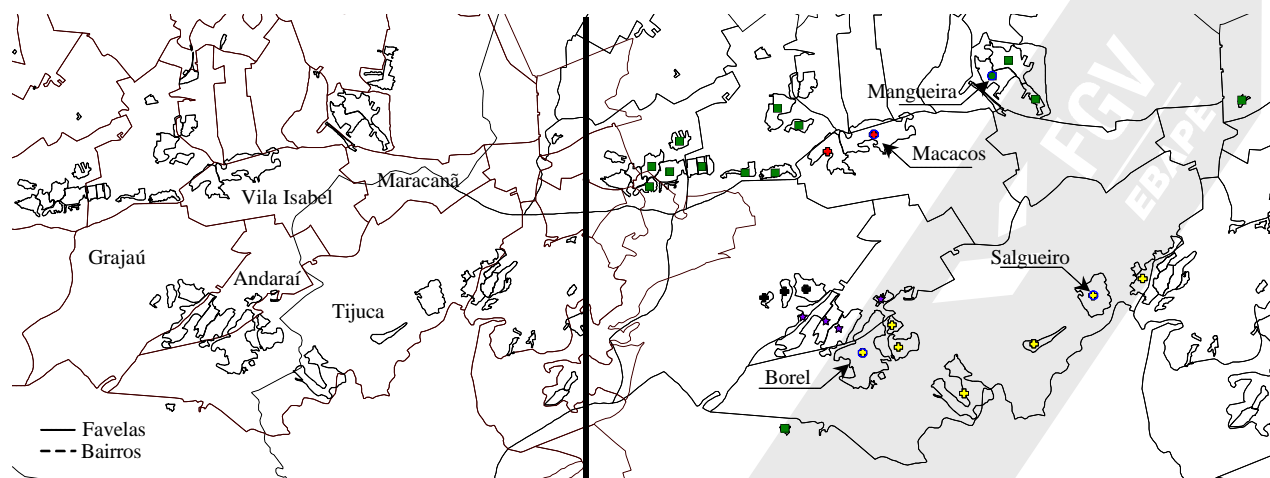 Grajaú
Vila Isabel
Maracanã
Andaraí
Tijuca
Favelas
Bairros
Mangueira
Macacos
Salgueiro
Borel
FGV
EBAPE